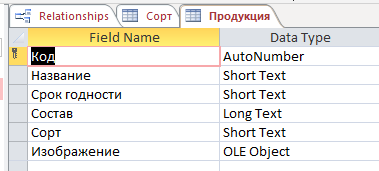 Relationships Сорт Продукция
Field Name Data Type
Код AutoNumber
Название Short Text
Срок годности Short Text
Состав Long Text
Сорт Short Text
Изображение OLE Object